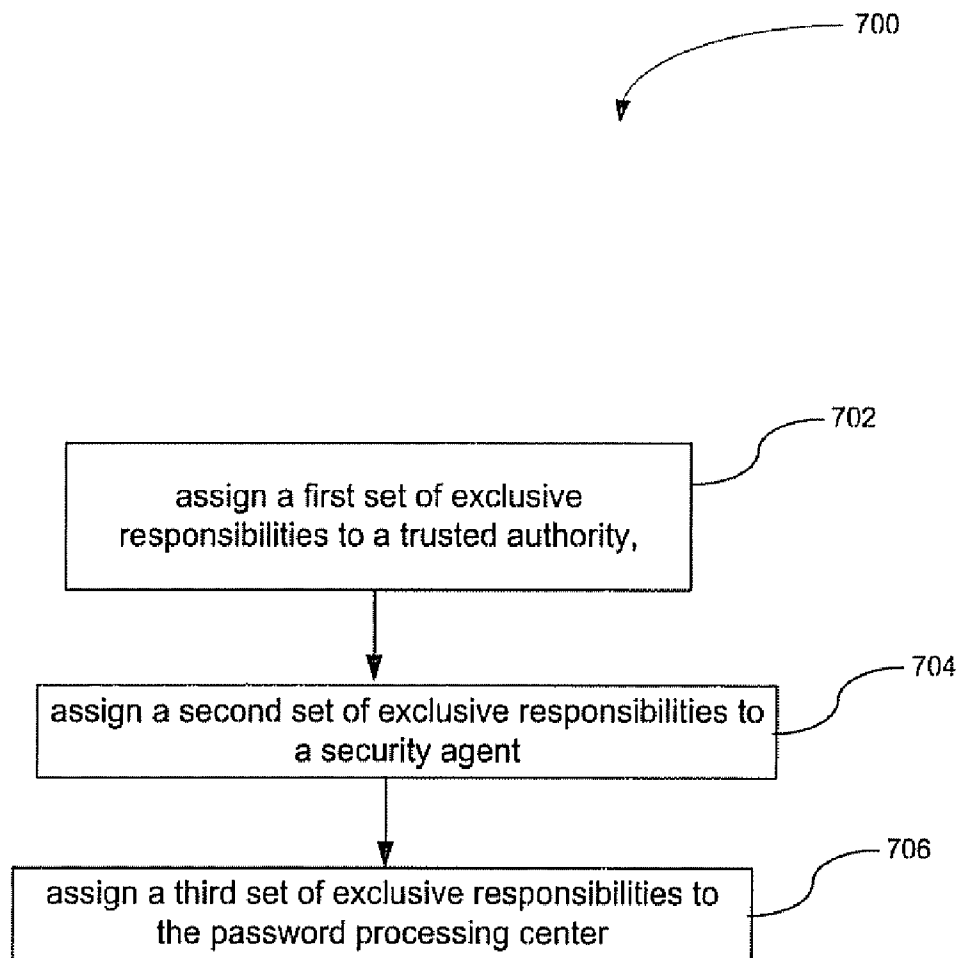 700
702
assign a first set of exclusive
responsibilities to a trusted authority,
704
assign a second set of exclusive responsibilities to
a security agent
706
assign a third set of exclusive responsibilities to
the password processing center